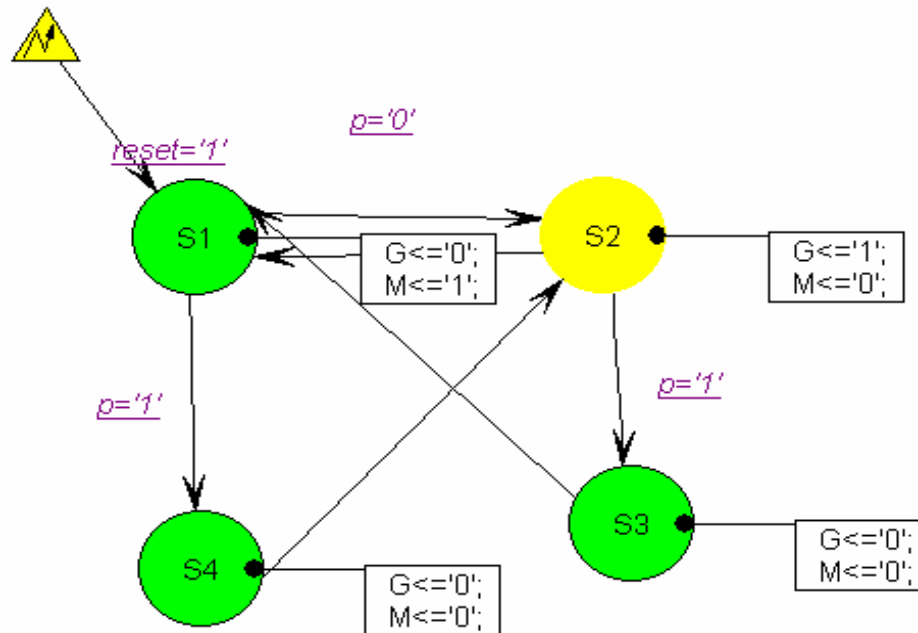 p='0'
reset='1'
S1
S2
G<='0';
M<='1';
G<='1';
M<='0';
p='1'
p='1'
S4
S3
G<='0';
M<='0';
G<='0';
M<='0';